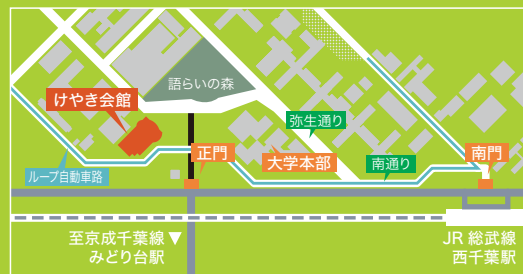 語らいの森
けやき会館
弥生通り
正門
大学本部
南通り
南門
ループ自動車路
至京成千葉線▼
みどり台駅
JR 総武線
西千葉駅